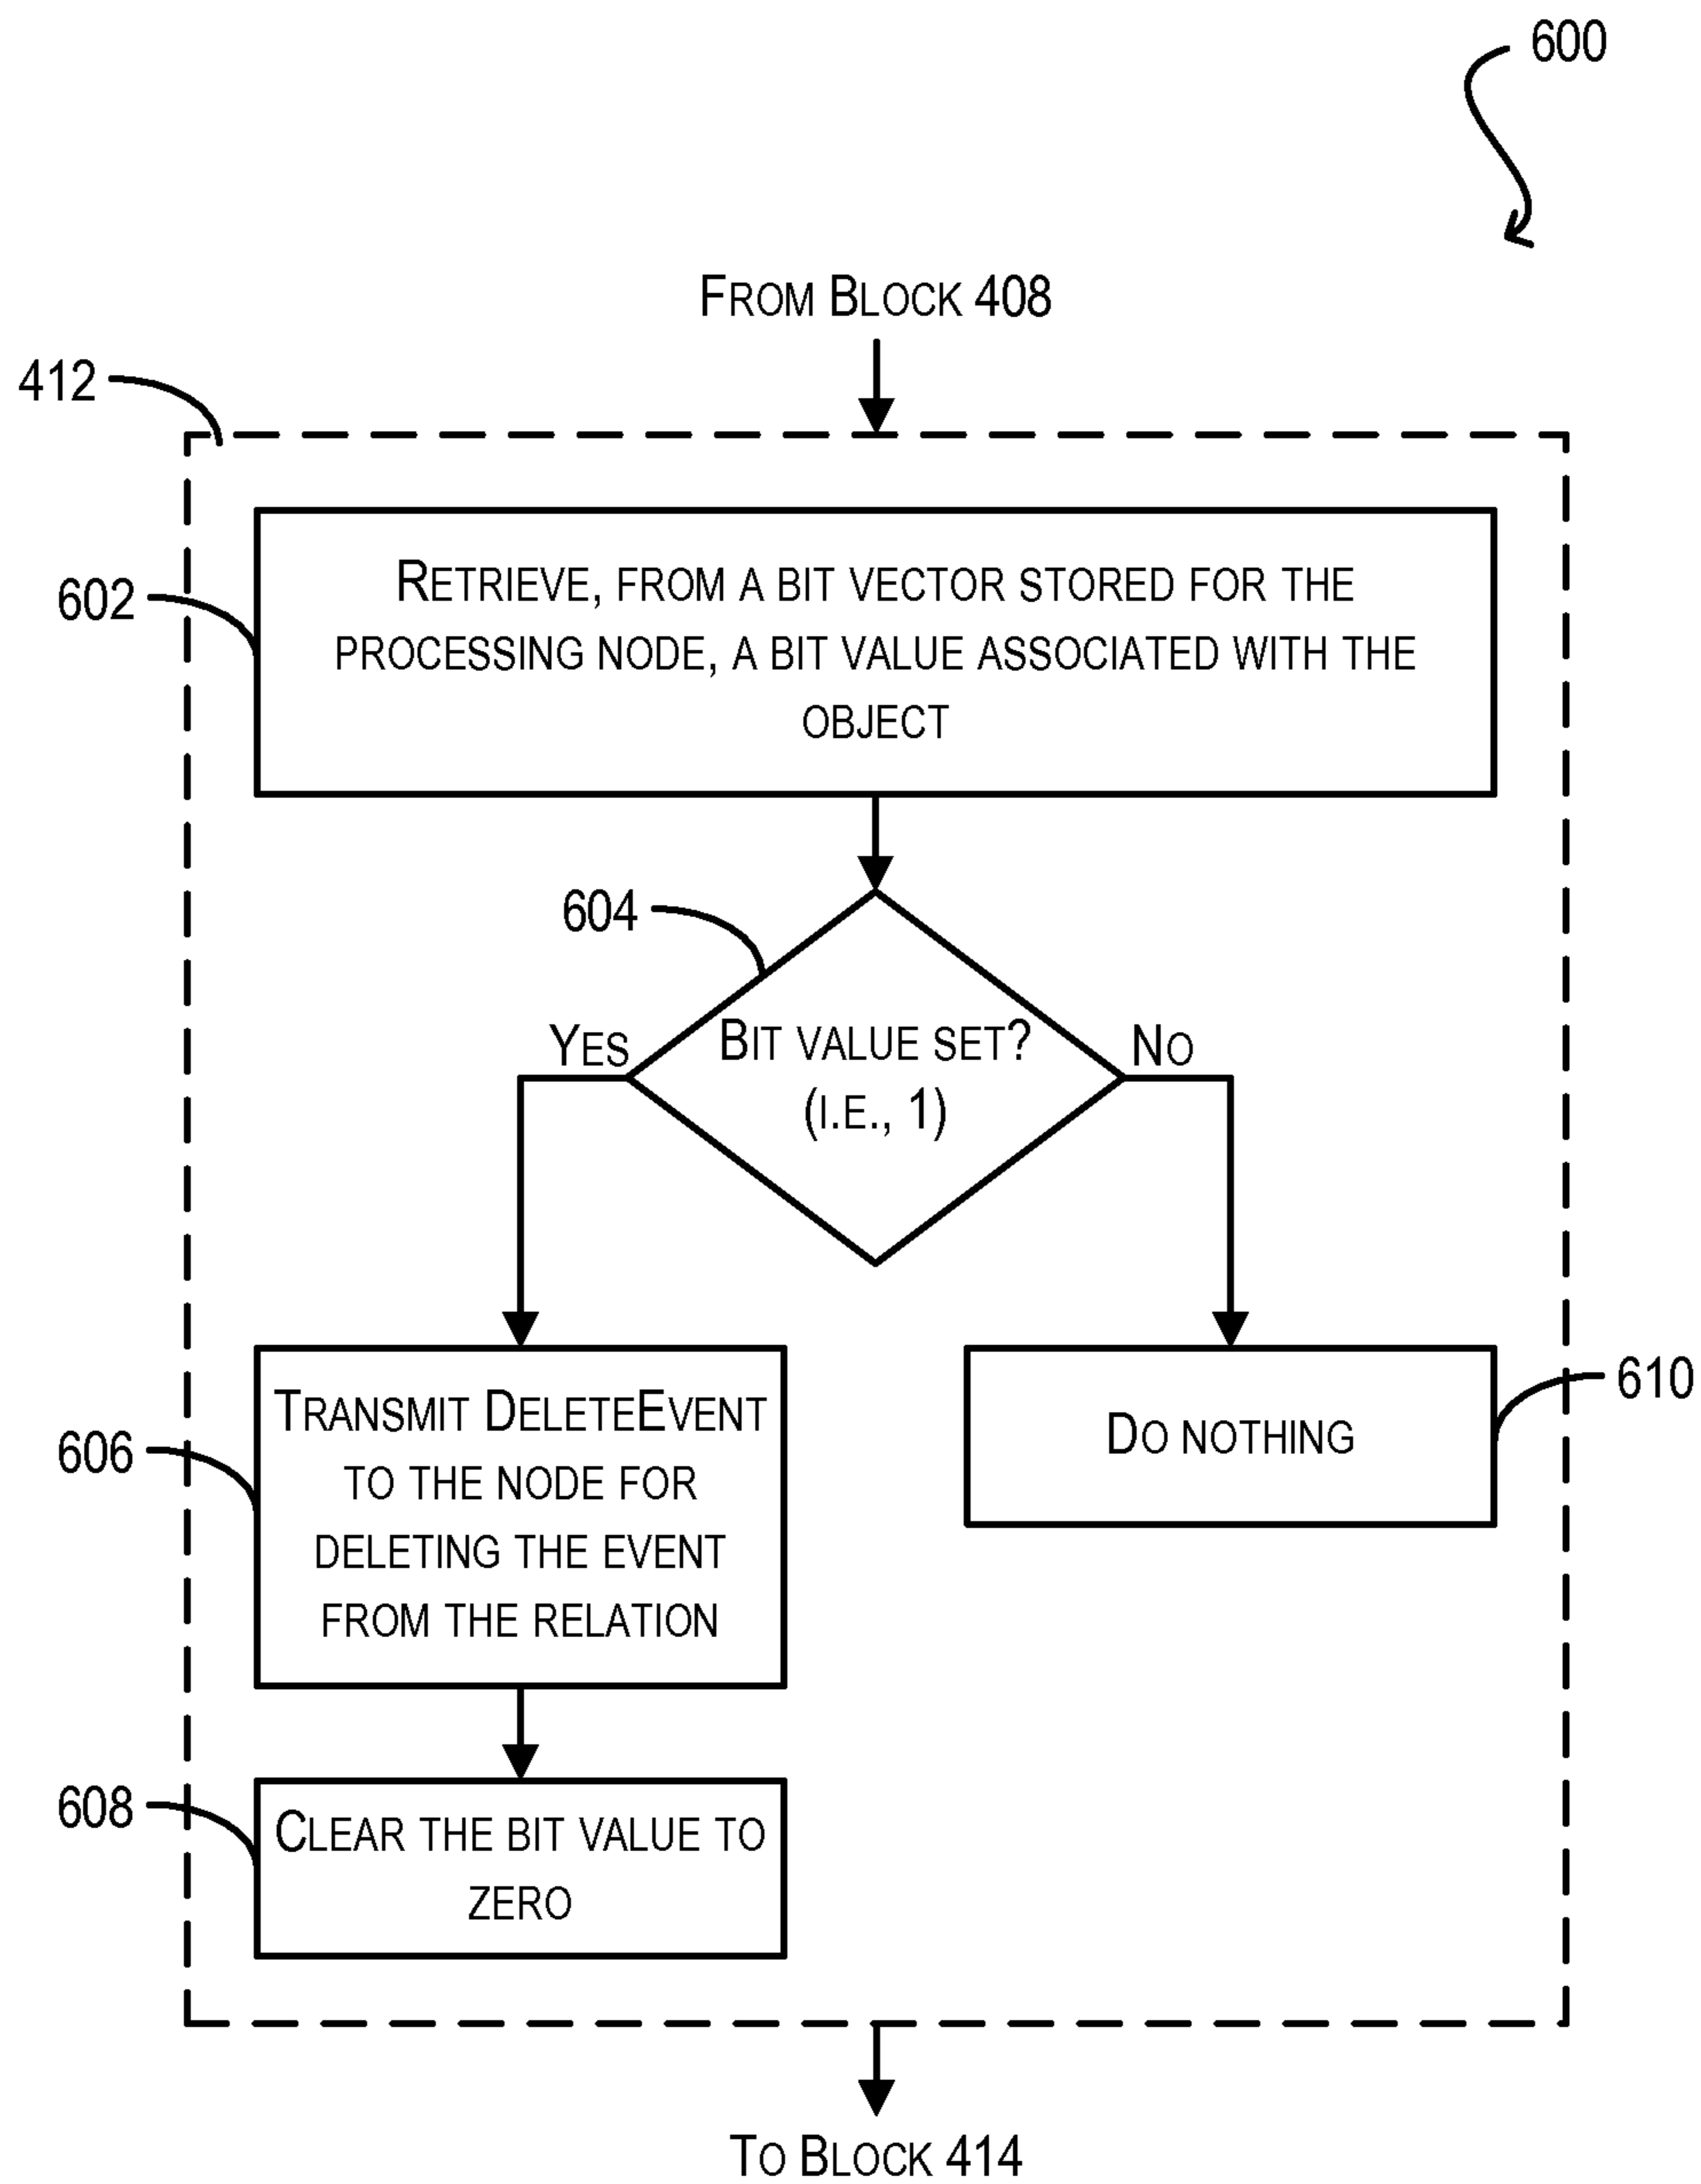 600
FROM BLOCK 408
412
602
RETRIEVE, FROM A BIT VECTOR STORED FOR THE
PROCESSING NODE, A BIT VALUE ASSOCIATED WITH THE
OBJECT
604
YES
BIT VALUE SET?
(I.E., 1)
NO
606
TRANSMIT DELETEEVENT
TO THE NODE FOR
DELETING THE EVENT
FROM THE RELATION
DO NOTHING
610
608
CLEAR THE BIT VALUE TO
ZERO
TO BLOCK 414